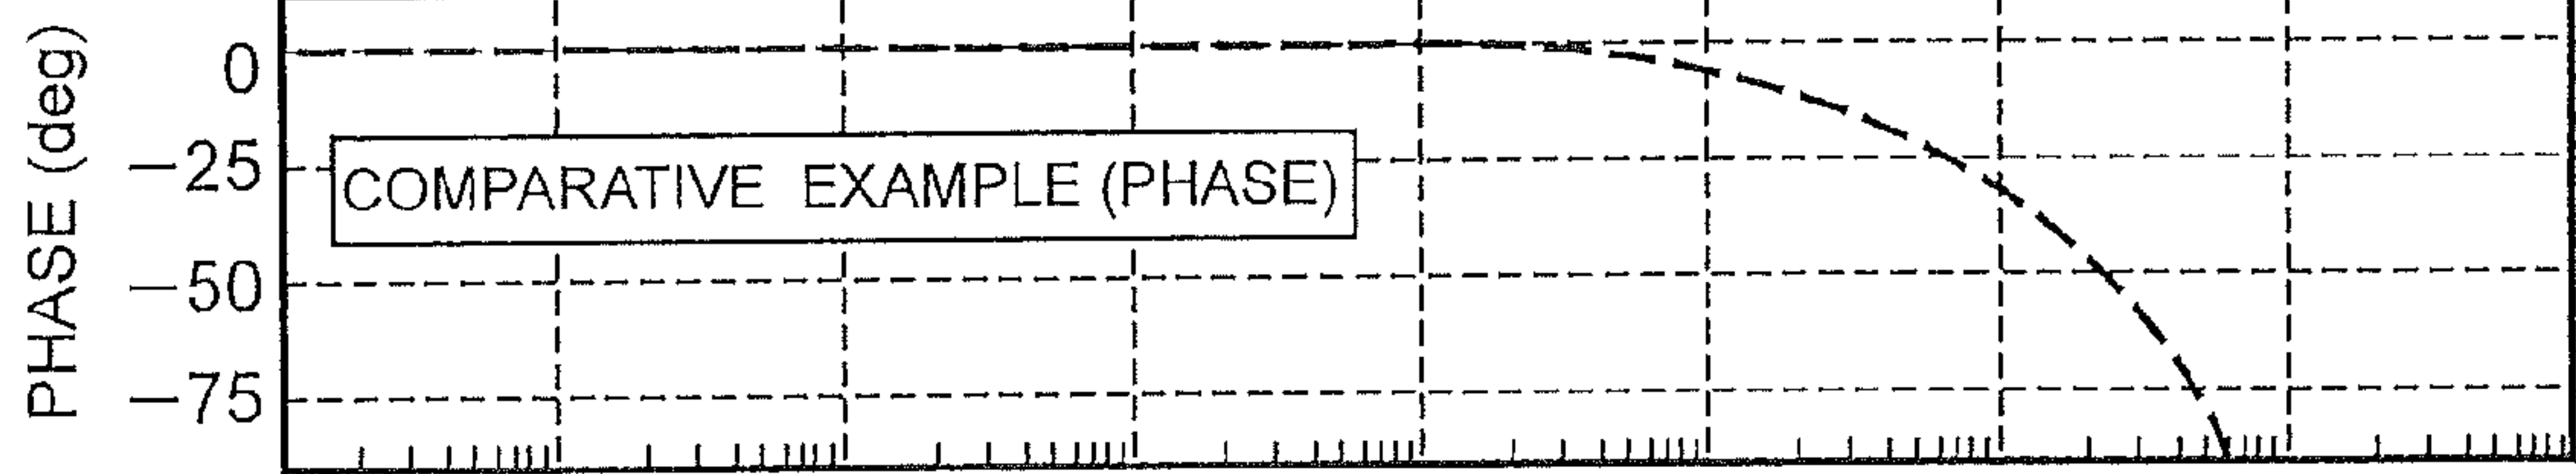 PHASE (deg)
0
−25
−50
−75
COMPARATIVE EXAMPLE (PHASE)